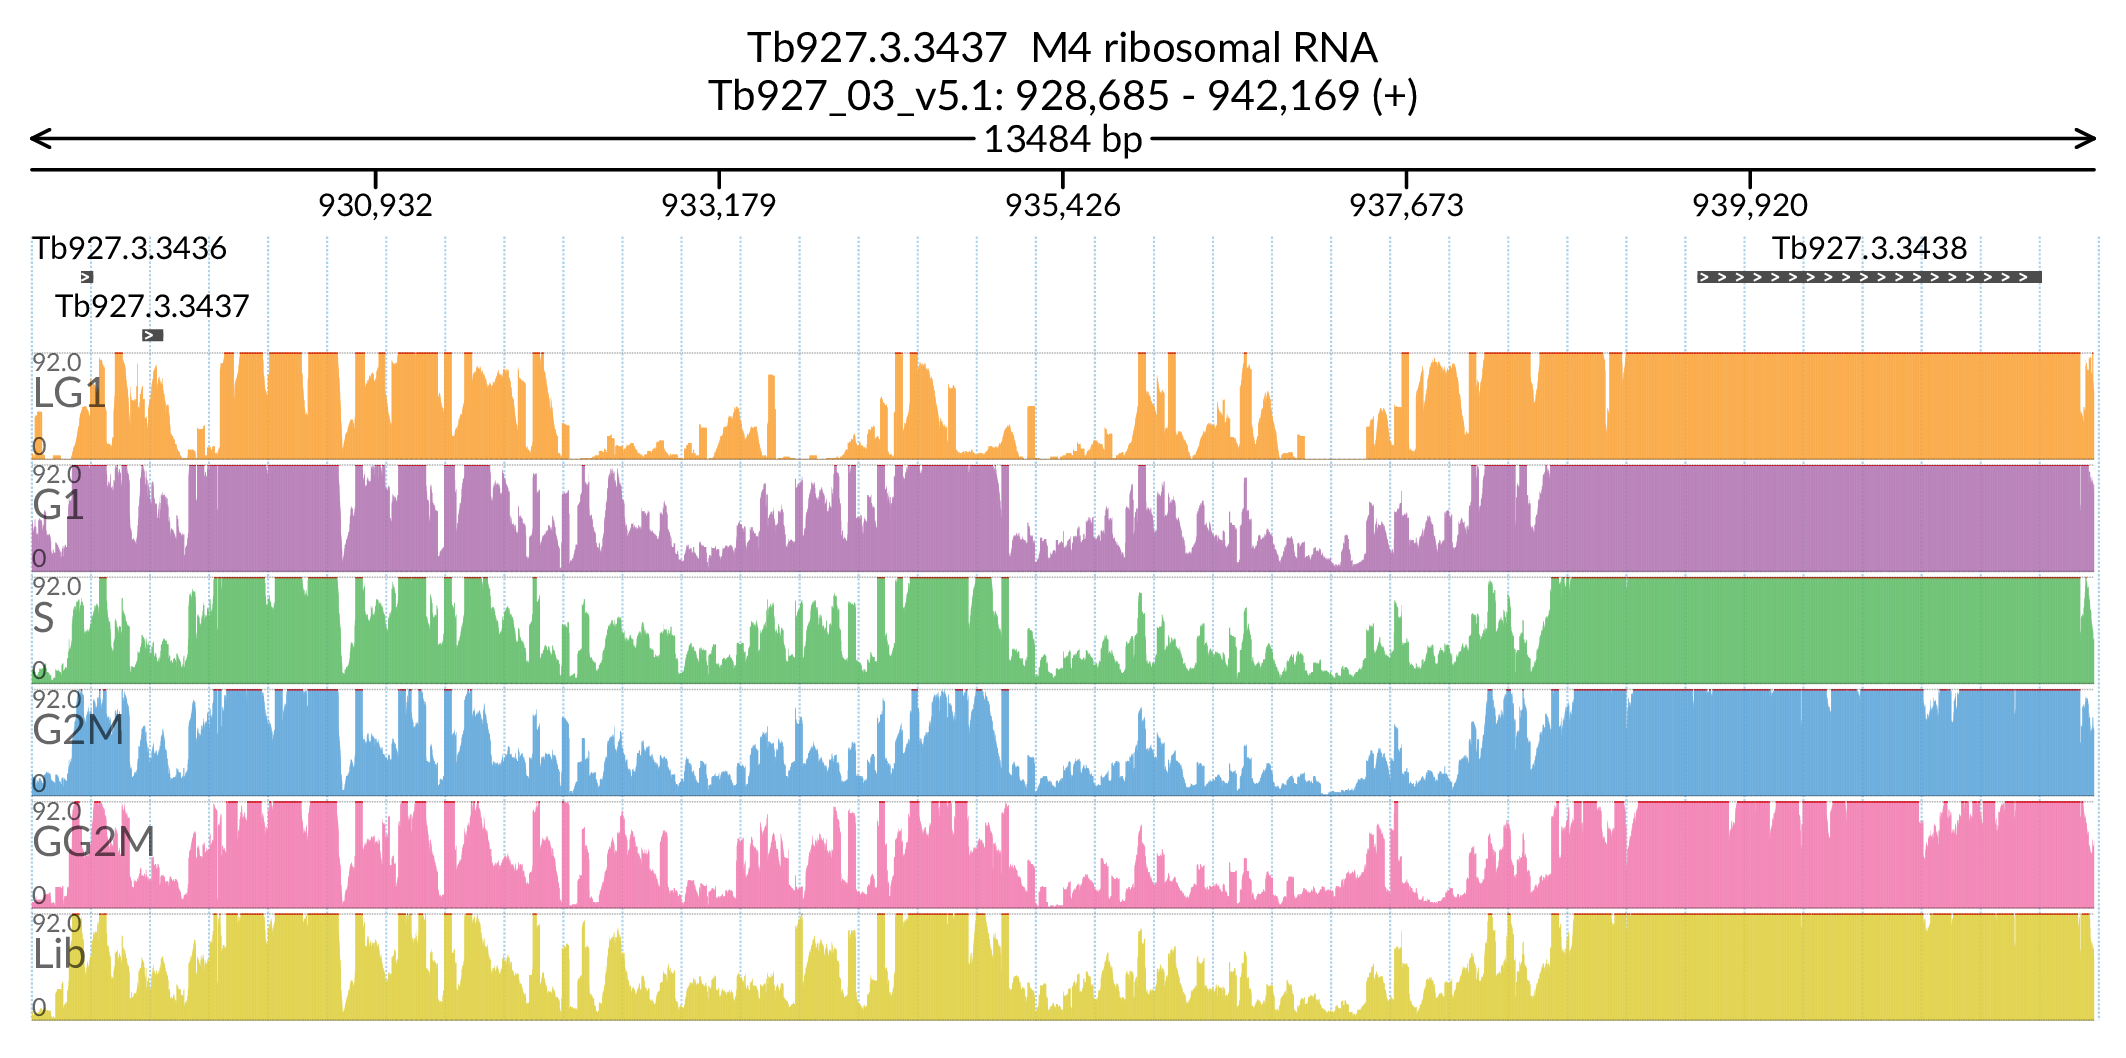 Tb927.3.3437  M4 ribosomal RNA
Tb927_03_v5.1: 928,685 - 942,169 (+)
13484 bp
930,932 933,179 935,426 937,673 939,920
Tb927.3.3436 Tb927.3.3438
Tb927.3.3437
92.0
LG1
0
92.0
G1
0
92.0
S
0
92.0
G2M
0
92.0
GG2M
0
92.0
Lib
0